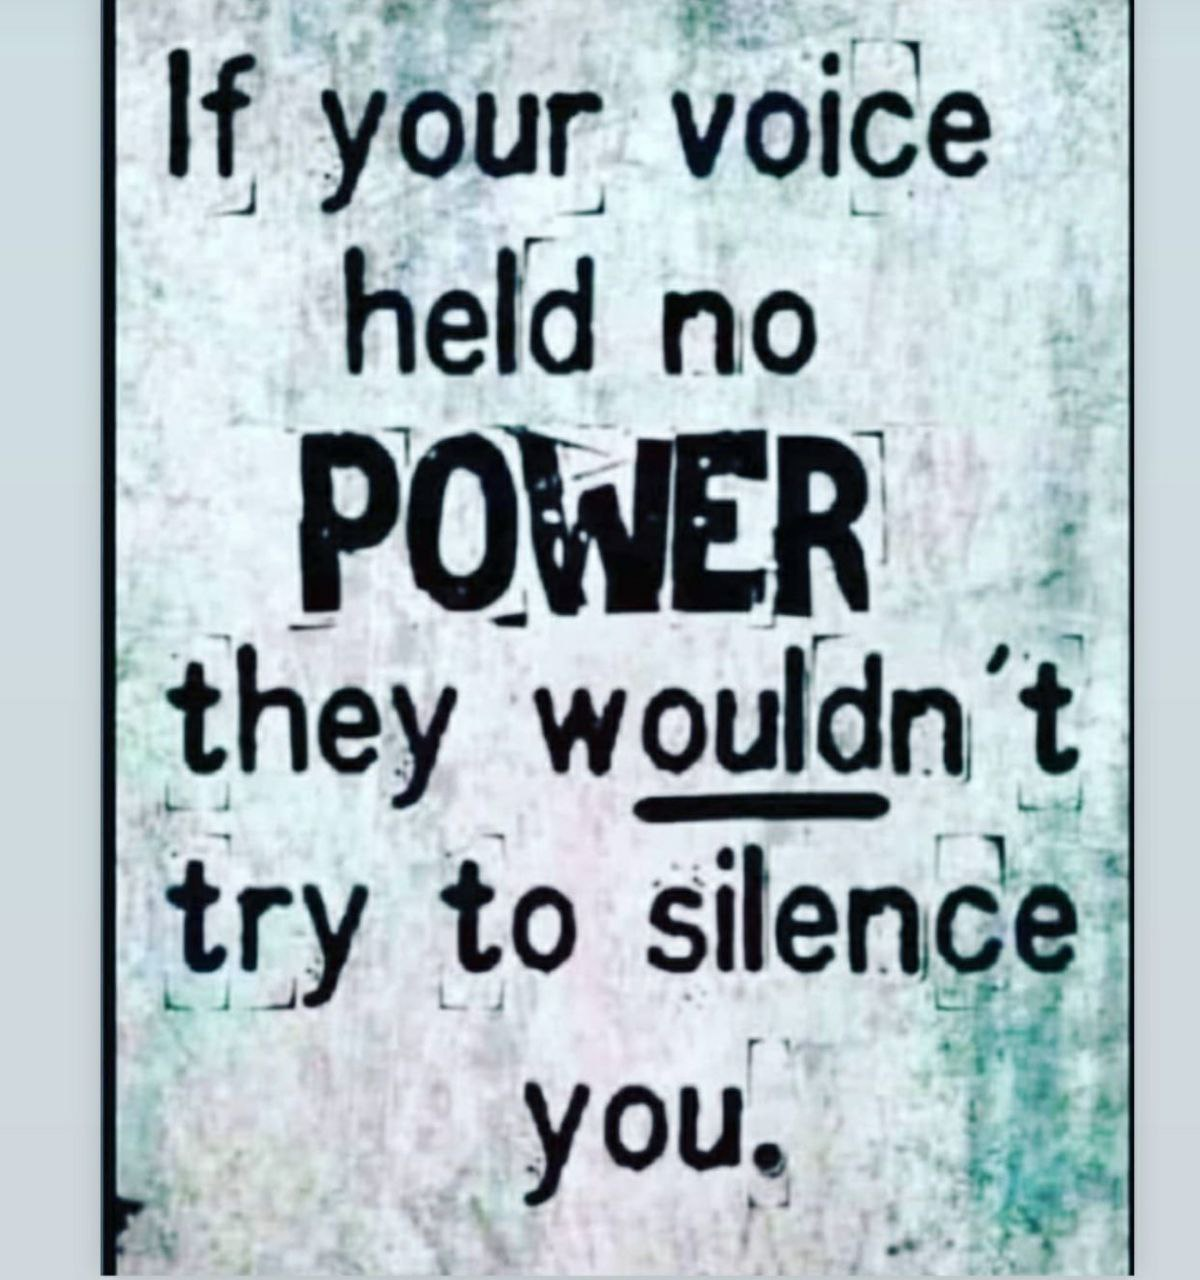 If your voice
held no
POWER
they wouldn't
try to silence
you.